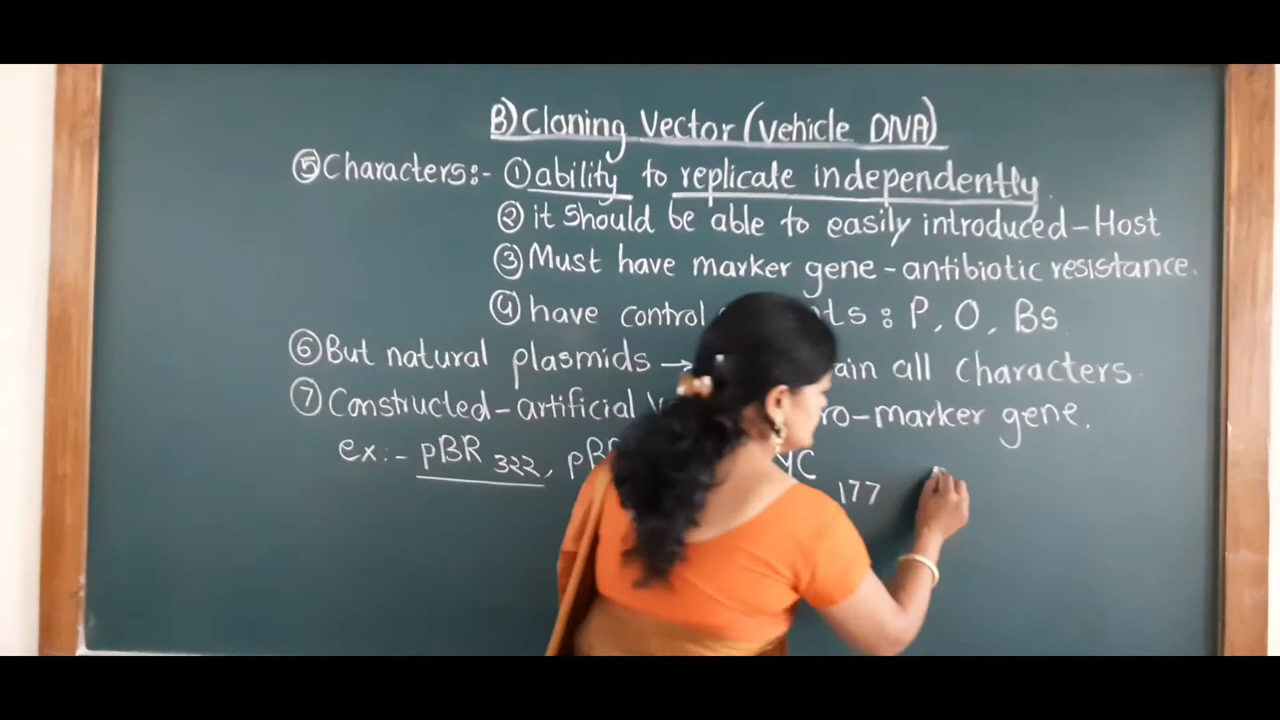 B) Cloning Vector (vehicle DNA)
⑤ Characters:- ① ability to replicate independently.
② it should be able to easily introduced - Host
③ Must have marker gene - antibiotic resistance.
④ have control ts : P, O, Bs
⑥ But natural plasmids → all characters.
⑦ Constructed - artificial ro - marker gene.
ex:- pBR 322, YC 177